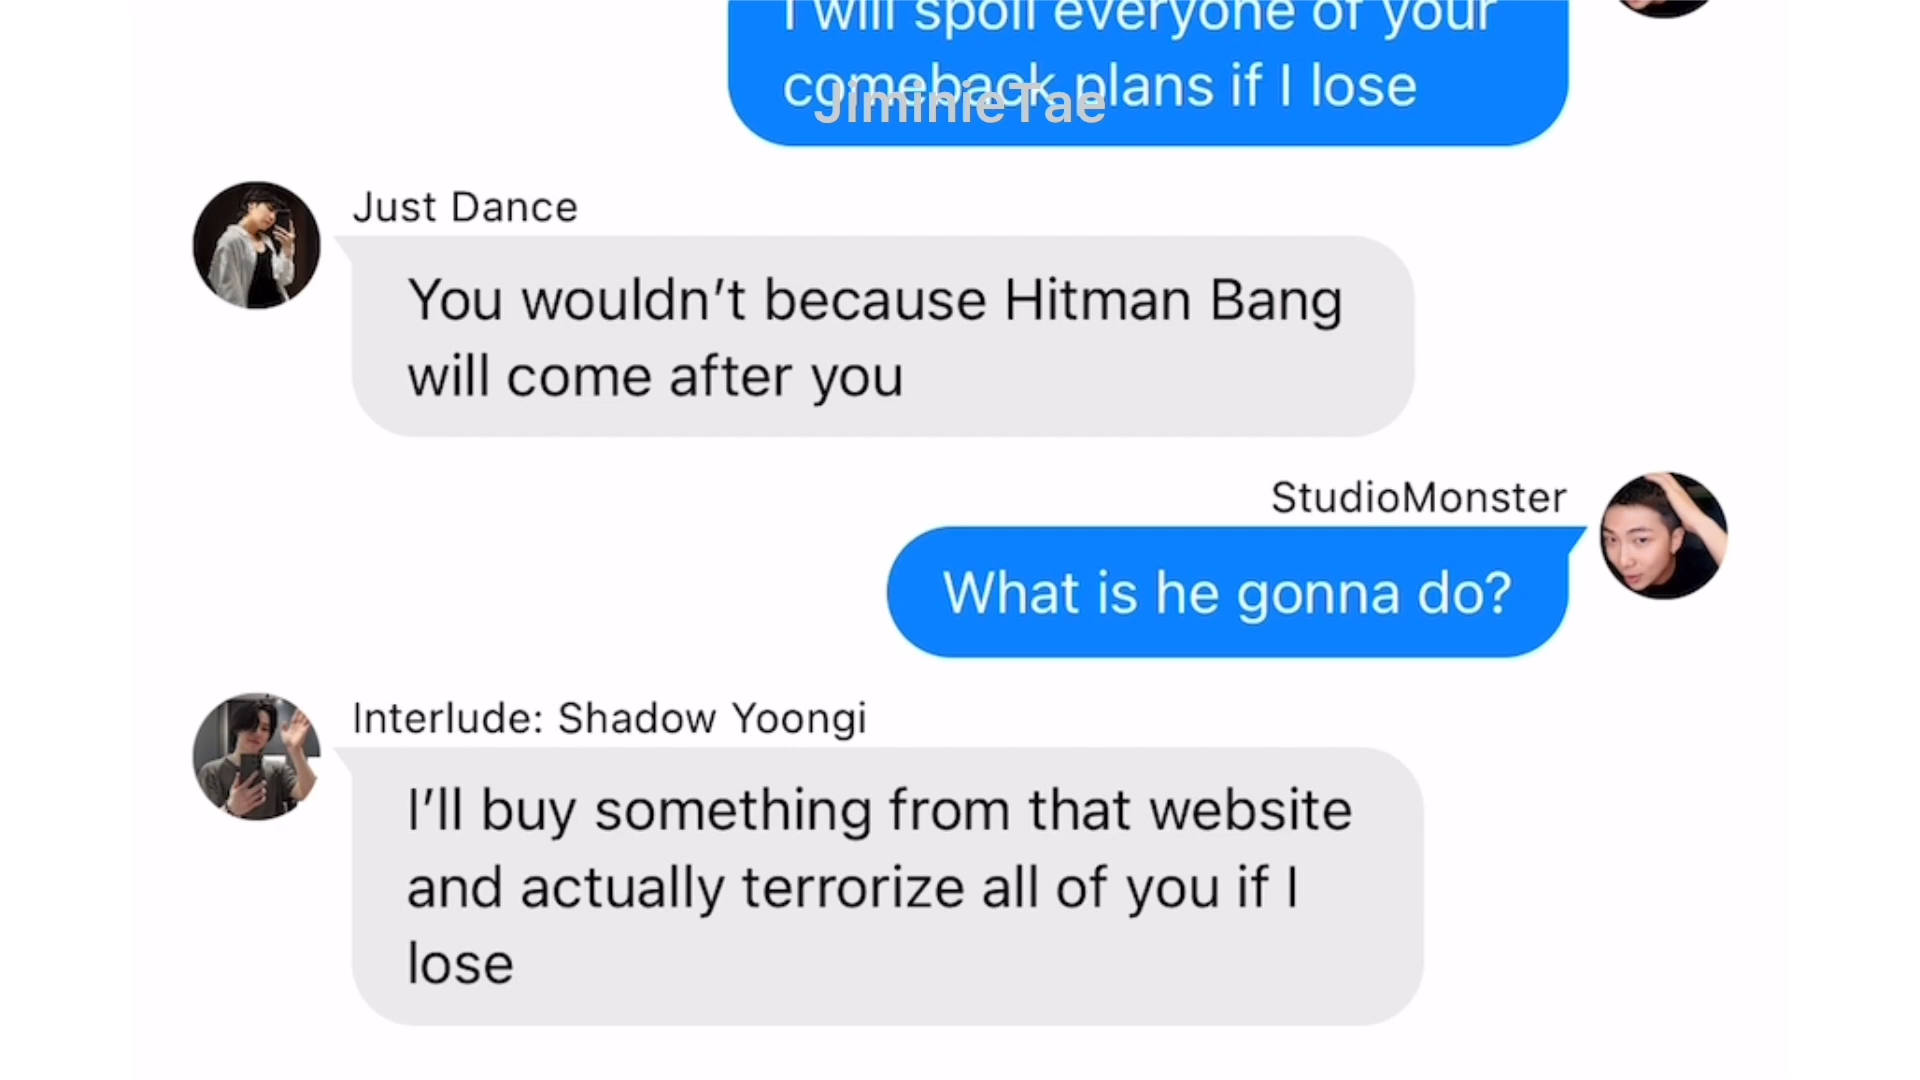 I will spoil everyone of your
comeback plans if I lose
JiminieTae
Just Dance
You wouldn’t because Hitman Bang
will come after you
StudioMonster
What is he gonna do?
Interlude: Shadow Yoongi
I’ll buy something from that website
and actually terrorize all of you if I
lose